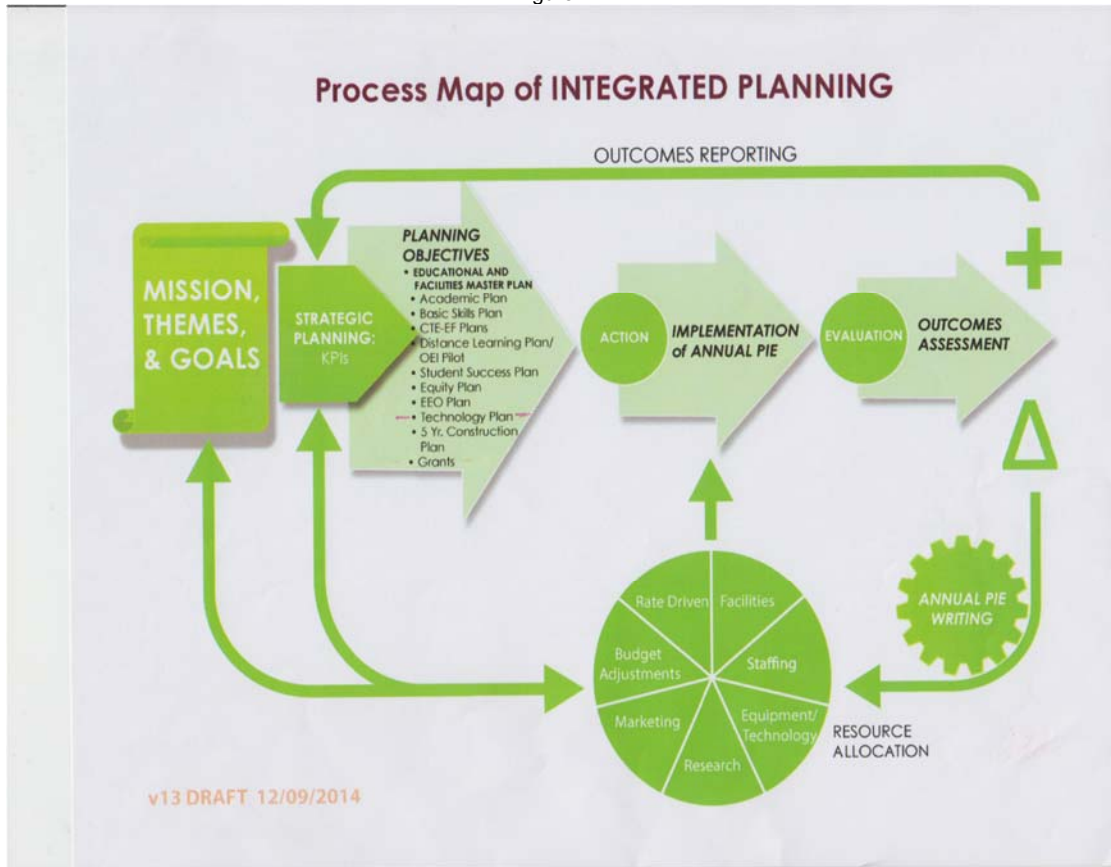 Process Map of INTEGRATED PLANNING
OUTCOMES REPORTING
MISSION,
THEMES,
& GOALS
STRATEGIC
PLANNING:
KPIs
PLANNING
OBJECTIVES
• EDUCATIONAL AND
FACILITIES MASTER PLAN
• Academic Plan
• Basic Skills Plan
• CTE-EF Plans
• Distance Learning Plan/
OEI Pilot
• Student Success Plan
• Equity Plan
• EEO Plan
• Technology Plan
• 5 Yr. Construction
Plan
• Grants
ACTION
IMPLEMENTATION
of ANNUAL PIE
EVALUATION
OUTCOMES
ASSESSMENT
+
Δ
ANNUAL PIE
WRITING
Rate Driven
Facilities
Budget
Adjustments
Staffing
Marketing
Equipment/
Technology
Research
RESOURCE
ALLOCATION
v13 DRAFT 12/09/2014